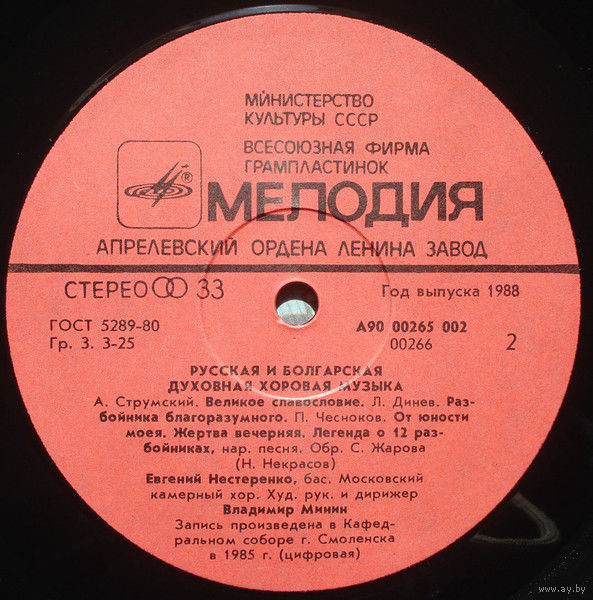 МИНИСТЕРСТВО
КУЛЬТУРЫ СССР
ВСЕСОЮЗНАЯ ФИРМА
ГРАМПЛАСТИНОК
®
МЕЛОДИЯ
АПРЕЛЕВСКИЙ ОРДЕНА ЛЕНИНА ЗАВОД
СТЕРЕО 33
Год выпуска 1988
ГОСТ 5289-80
Гр. 3. 3-25
А90 00265 002
00266
2
РУССКАЯ И БОЛГАРСКАЯ
ДУХОВНАЯ ХОРОВАЯ МУЗЫКА
А. Струмский. Великое славословие. Л. Динев. Раз-
бойника благоразумного. П. Чесноков. От юности
моея. Жертва вечерняя. Легенда о 12 раз-
бойниках, нар. песня. Обр. С. Жарова
(Н. Некрасов)
Евгений Нестеренко, бас. Московский
камерный хор. Худ. рук. и дирижер
Владимир Минин
Запись произведена в Кафед-
ральном соборе г. Смоленска
в 1985 г. (цифровая)
www.ay.by